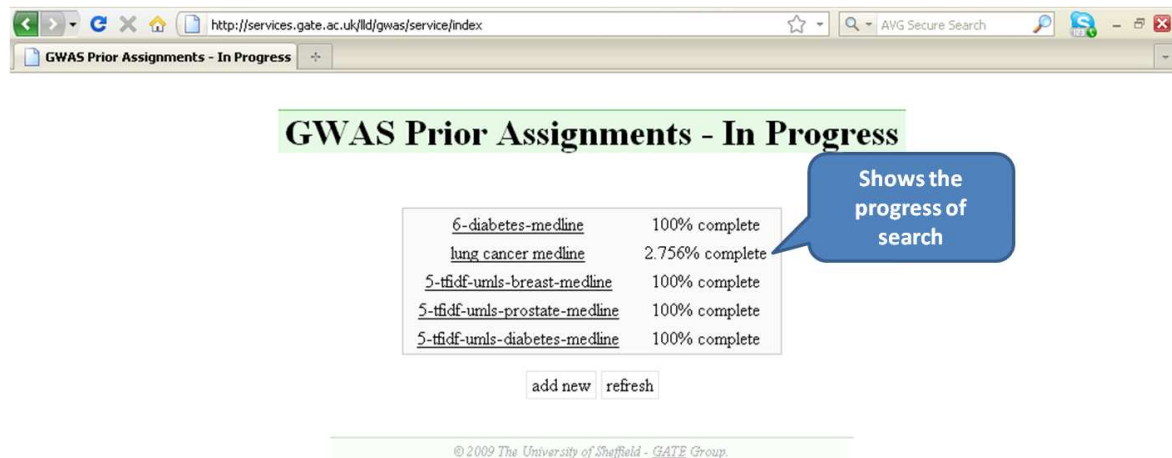 http://services.gate.ac.uk/lld/gwas/service/index
AVG Secure Search
GWAS Prior Assignments - In Progress
GWAS Prior Assignments - In Progress
Shows the
progress of
search
6-diabetes-medline 100% complete
lung cancer medline 2.756% complete
5-tfidf-umls-breast-medline 100% complete
5-tfidf-umls-prostate-medline 100% complete
5-tfidf-umls-diabetes-medline 100% complete
add new refresh
© 2009 The University of Sheffield - GATE Group.